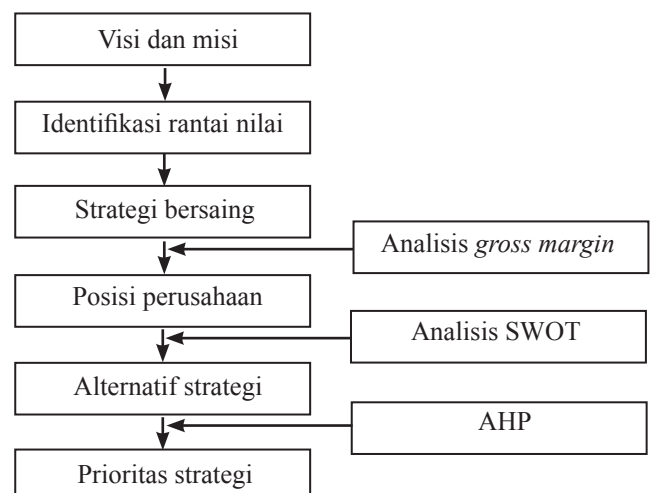 Visi dan misi
Identifikasi rantai nilai
Strategi bersaing
Analisis gross margin
Posisi perusahaan
Analisis SWOT
Alternatif strategi
AHP
Prioritas strategi